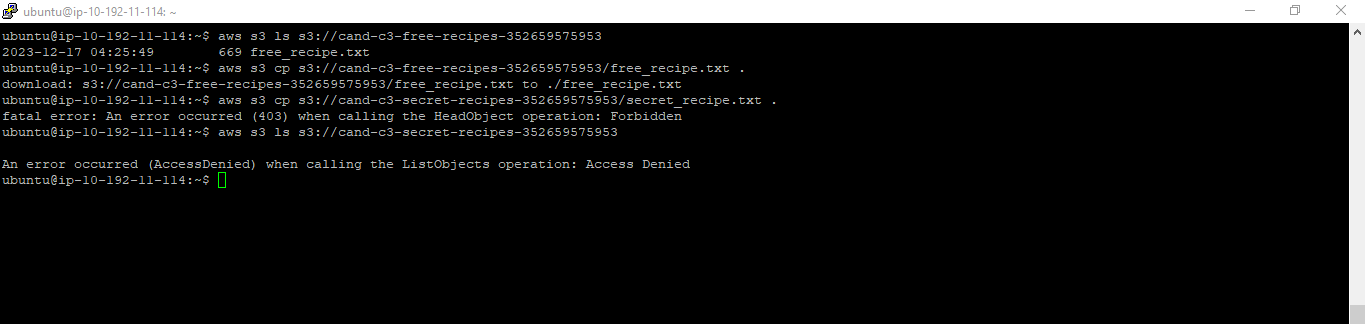 ubuntu@ip-10-192-11-114: ~
ubuntu@ip-10-192-11-114:~$ aws s3 ls s3://cand-c3-free-recipes-352659575953
2023-12-17 04:25:49        669 free_recipe.txt
ubuntu@ip-10-192-11-114:~$ aws s3 cp s3://cand-c3-free-recipes-352659575953/free_recipe.txt .
download: s3://cand-c3-free-recipes-352659575953/free_recipe.txt to ./free_recipe.txt
ubuntu@ip-10-192-11-114:~$ aws s3 cp s3://cand-c3-secret-recipes-352659575953/secret_recipe.txt .
fatal error: An error occurred (403) when calling the HeadObject operation: Forbidden
ubuntu@ip-10-192-11-114:~$ aws s3 ls s3://cand-c3-secret-recipes-352659575953
An error occurred (AccessDenied) when calling the ListObjects operation: Access Denied
ubuntu@ip-10-192-11-114:~$